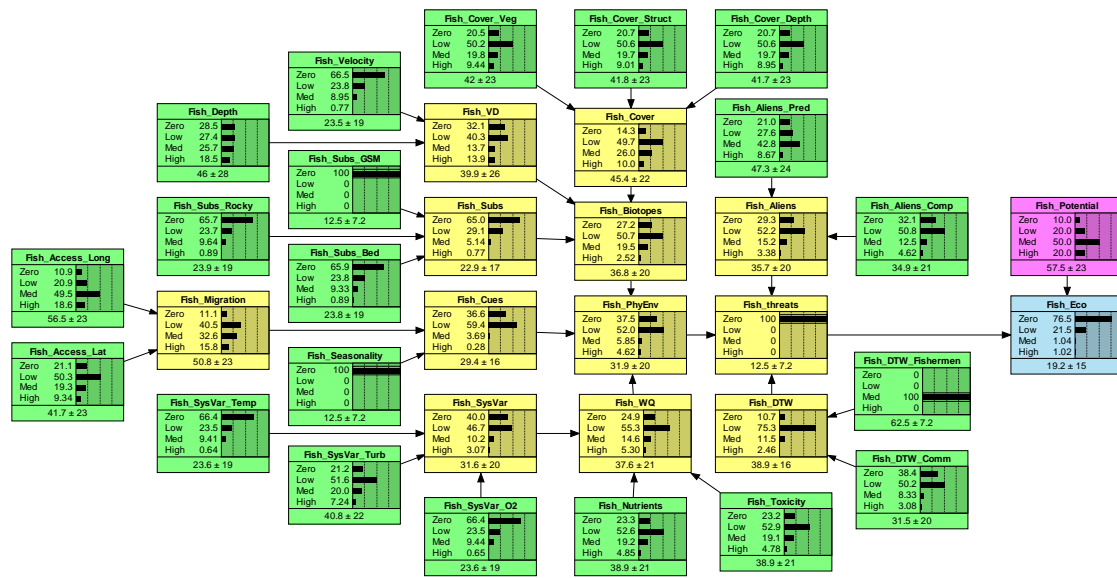 Fish_Cover_Veg
Zero 20.5
Low 50.2
Med 19.8
High 9.44
42 ± 23
Fish_Cover_Struct
Zero 20.7
Low 50.6
Med 19.7
High 9.01
41.8 ± 23
Fish_Cover_Depth
Zero 20.7
Low 50.6
Med 19.7
High 8.95
41.7 ± 23
Fish_Velocity
Zero 66.5
Low 23.8
Med 8.95
High 0.77
23.5 ± 19
Fish_Depth
Zero 28.5
Low 27.4
Med 25.7
High 18.5
46 ± 28
Fish_VD
Zero 32.1
Low 40.3
Med 13.7
High 13.9
39.9 ± 26
Fish_Cover
Zero 14.3
Low 49.7
Med 26.0
High 10.0
45.4 ± 22
Fish_Aliens_Pred
Zero 21.0
Low 27.6
Med 42.8
High 8.67
47.3 ± 24
Fish_Subs_GSM
Zero 100
Low 0
Med 0
High 0
12.5 ± 7.2
Fish_Subs_Rocky
Zero 65.7
Low 23.7
Med 9.64
High 0.89
23.9 ± 19
Fish_Subs
Zero 65.0
Low 29.1
Med 5.14
High 0.77
22.9 ± 17
Fish_Biotopes
Zero 27.2
Low 50.7
Med 19.5
High 2.52
36.8 ± 20
Fish_Aliens
Zero 29.3
Low 52.2
Med 15.2
High 3.38
35.7 ± 20
Fish_Aliens_Comp
Zero 32.1
Low 50.8
Med 12.5
High 4.62
34.9 ± 21
Fish_Potential
Zero 10.0
Low 20.0
Med 50.0
High 20.0
57.5 ± 23
Fish_Access_Long
Zero 10.9
Low 20.9
Med 49.5
High 18.6
56.5 ± 23
Fish_Subs_Bed
Zero 65.9
Low 23.8
Med 9.33
High 0.89
23.8 ± 19
Fish_Migration
Zero 11.1
Low 40.5
Med 32.6
High 15.8
50.8 ± 23
Fish_Cues
Zero 36.6
Low 59.4
Med 3.69
High 0.28
29.4 ± 16
Fish_PhyEnv
Zero 37.5
Low 52.0
Med 5.85
High 4.62
31.9 ± 20
Fish_threats
Zero 100
Low 0
Med 0
High 0
12.5 ± 7.2
Fish_Eco
Zero 76.5
Low 21.5
Med 1.04
High 1.02
19.2 ± 15
Fish_Access_Lat
Zero 21.1
Low 50.3
Med 19.3
High 9.34
41.7 ± 23
Fish_Seasonality
Zero 100
Low 0
Med 0
High 0
12.5 ± 7.2
Fish_DTW_Fishermen
Zero 0
Low 0
Med 100
High 0
62.5 ± 7.2
Fish_SysVar_Temp
Zero 66.4
Low 23.5
Med 9.41
High 0.64
23.6 ± 19
Fish_SysVar
Zero 40.0
Low 46.7
Med 10.2
High 3.07
31.6 ± 20
Fish_WQ
Zero 24.9
Low 55.3
Med 14.6
High 5.30
37.6 ± 21
Fish_DTW
Zero 10.7
Low 75.3
Med 11.5
High 2.46
38.9 ± 16
Fish_SysVar_Turb
Zero 21.2
Low 51.6
Med 20.0
High 7.24
40.8 ± 22
Fish_DTW_Comm
Zero 38.4
Low 50.2
Med 8.33
High 3.08
31.5 ± 20
Fish_SysVar_O2
Zero 66.4
Low 23.5
Med 9.44
High 0.65
23.6 ± 19
Fish_Nutrients
Zero 23.3
Low 52.6
Med 19.2
High 4.85
38.9 ± 21
Fish_Toxicity
Zero 23.2
Low 52.9
Med 19.1
High 4.78
38.9 ± 21